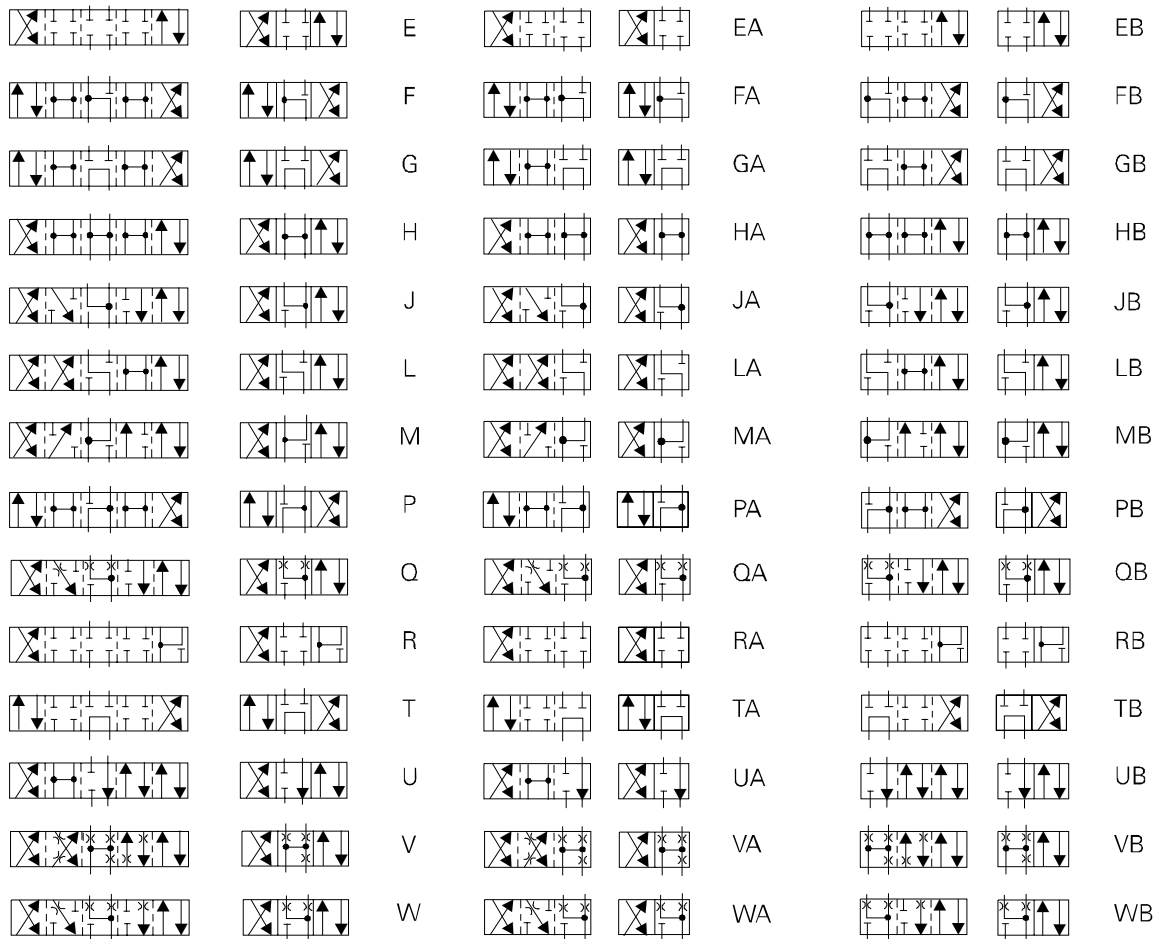 E EA EB
F FA FB
G GA GB
H HA HB
J JA JB
L LA LB
M MA MB
P PA PB
Q QA QB
R RA RB
T TA TB
U UA UB
V VA VB
W WA WB